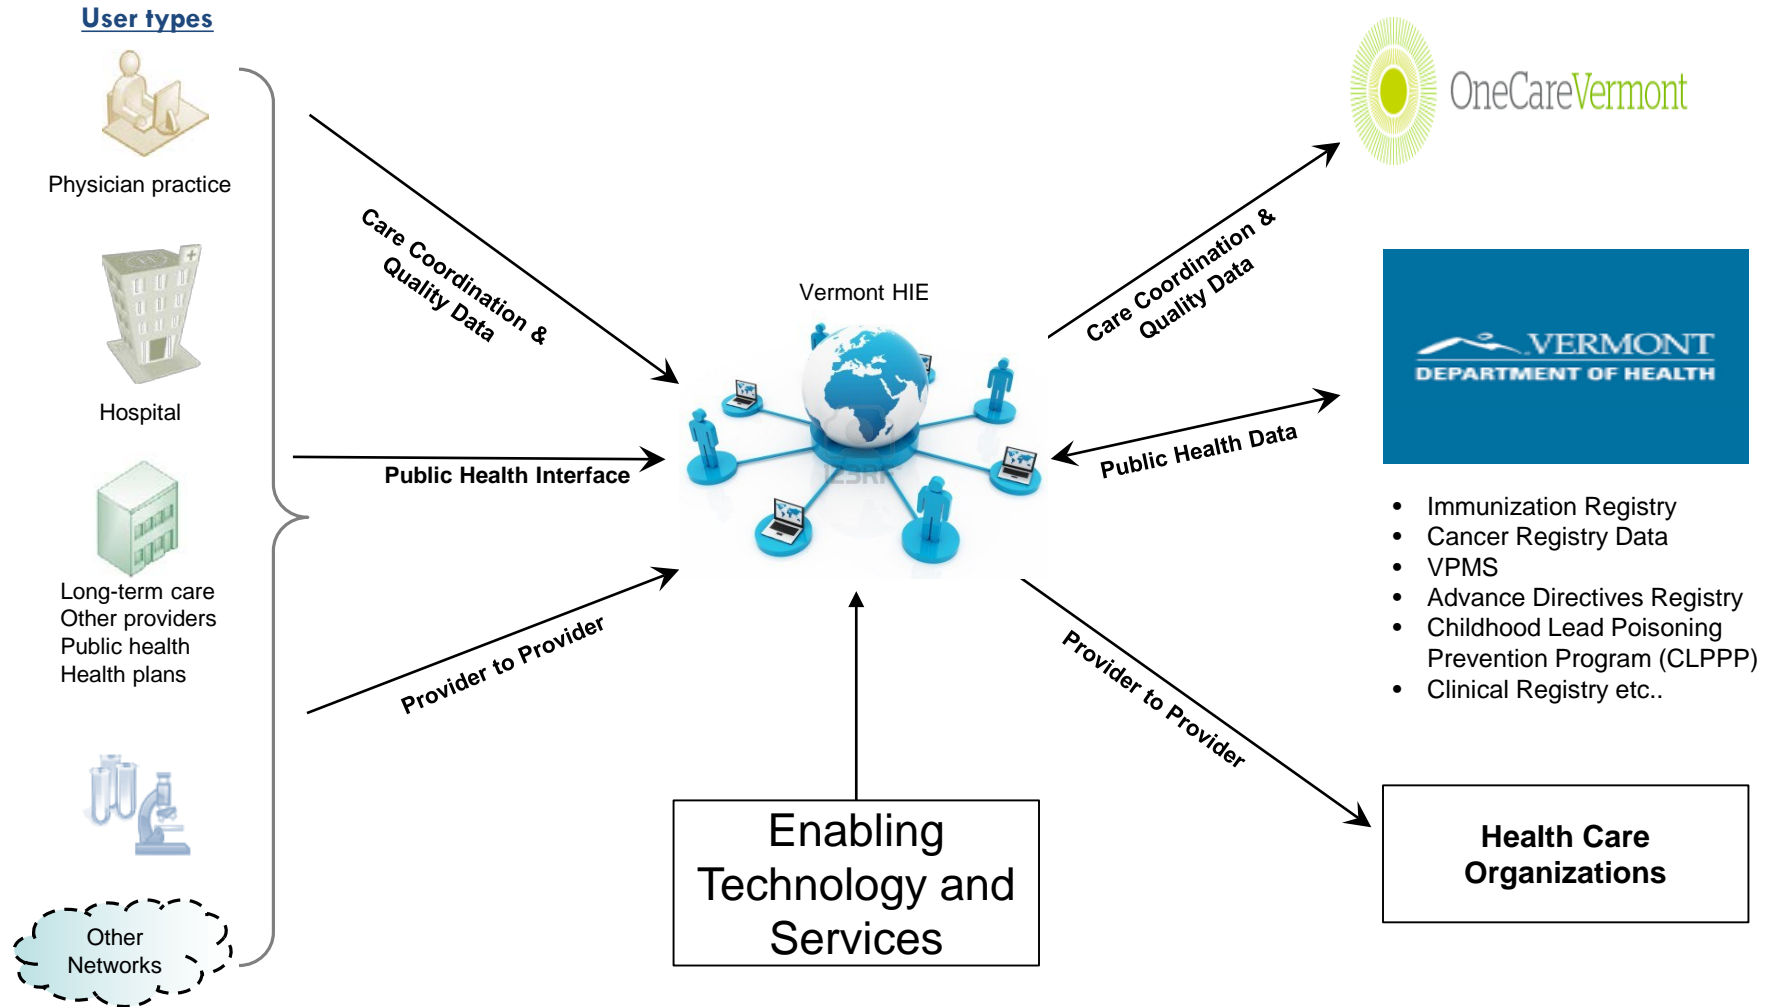 User types
Physician practice
Hospital
Long-term care
Other providers
Public health
Health plans
Other
Networks
Care Coordination &
Quality Data
Public Health Interface
Provider to Provider
Vermont HIE
Enabling
Technology and
Services
Care Coordination &
Quality Data
Public Health Data
Provider to Provider
OneCareVermont
VERMONT
DEPARTMENT OF HEALTH
• Immunization Registry
• Cancer Registry Data
• VPMS
• Advance Directives Registry
• Childhood Lead Poisoning
Prevention Program (CLPPP)
• Clinical Registry etc..
Health Care
Organizations